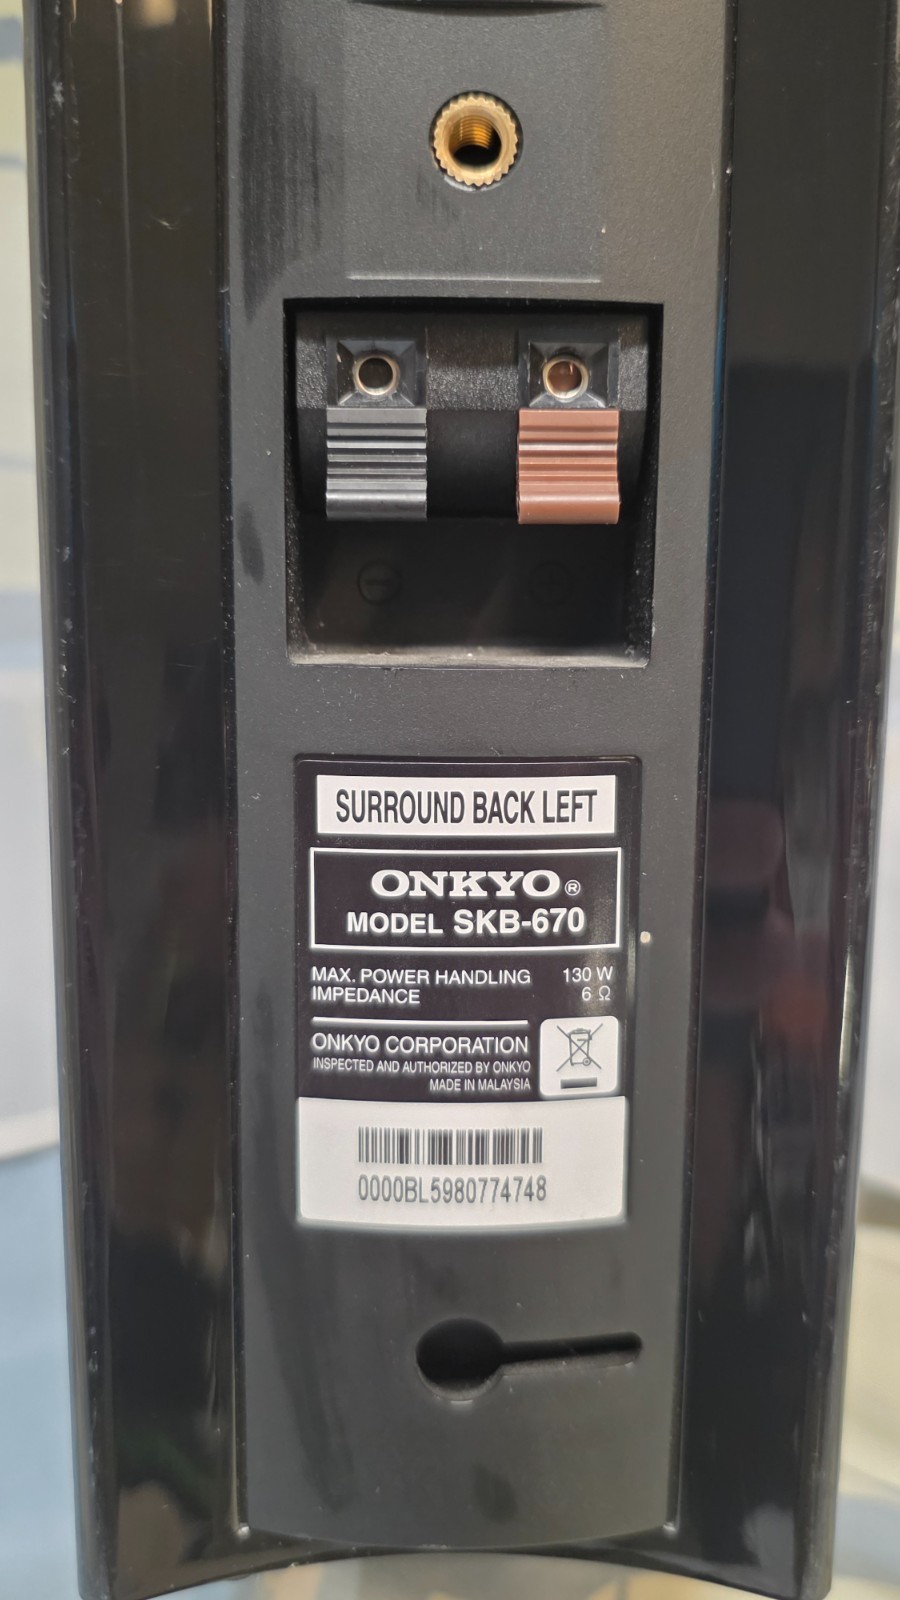 SURROUND BACK LEFT
ONKYO®
MODEL SKB-670
MAX. POWER HANDLING 130 W
IMPEDANCE 6 Ω
ONKYO CORPORATION
INSPECTED AND AUTHORIZED BY ONKYO
MADE IN MALAYSIA
0000BL5980774748